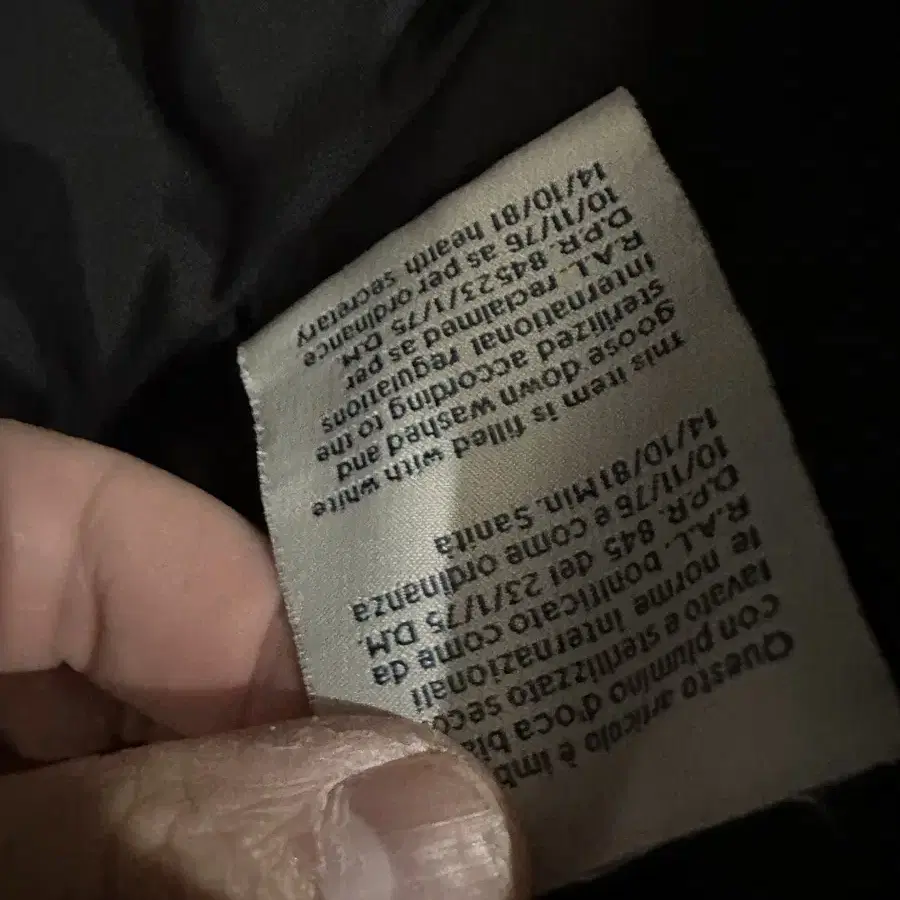 Questo articolo è imb
con piumino d'oca bia
lavato e sterilizzato seco
le norme internazionali
R.A.L. bonificato come da
D.P.R. 845 del 23/1/75 D.M.
10/11/76 e come ordinanza
14/10/81 Min. Sanità
This item is filled with white
goose down washed and
sterilized according to the
international regulations
R.A.L. reclaimed as per
D.P.R. 845 23/1/75 D.M.
10/11/76 as per ordinance
14/10/81 health secretary